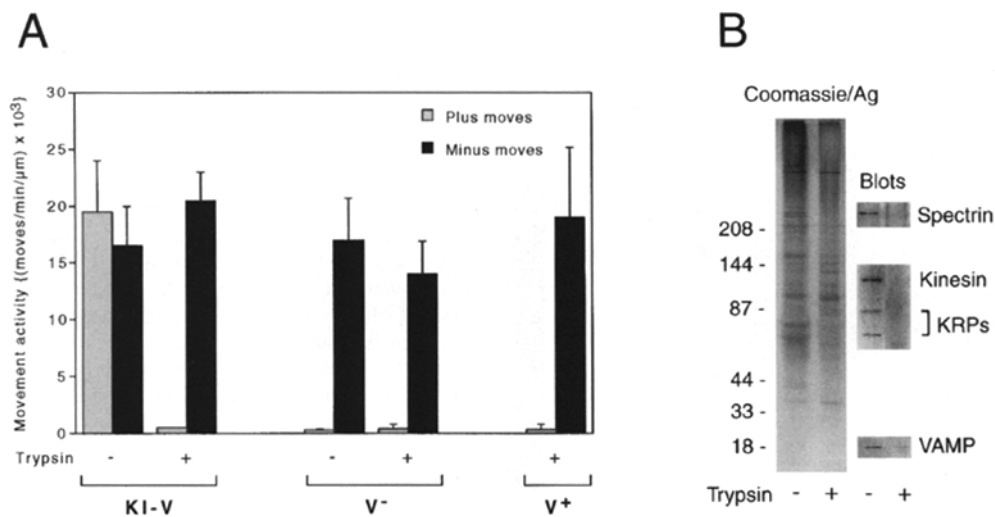 A
30
25
20
15
10
5
0
Movement activity {(moves/min/µm) x 10³}
Plus moves
Minus moves
Trypsin - + - + +
KI-V V⁻ V⁺
B
Coomassie/Ag
Blots
208 -
144 -
87 -
44 -
33 -
18 -
Spectrin
Kinesin
] KRPs
VAMP
Trypsin - + - +